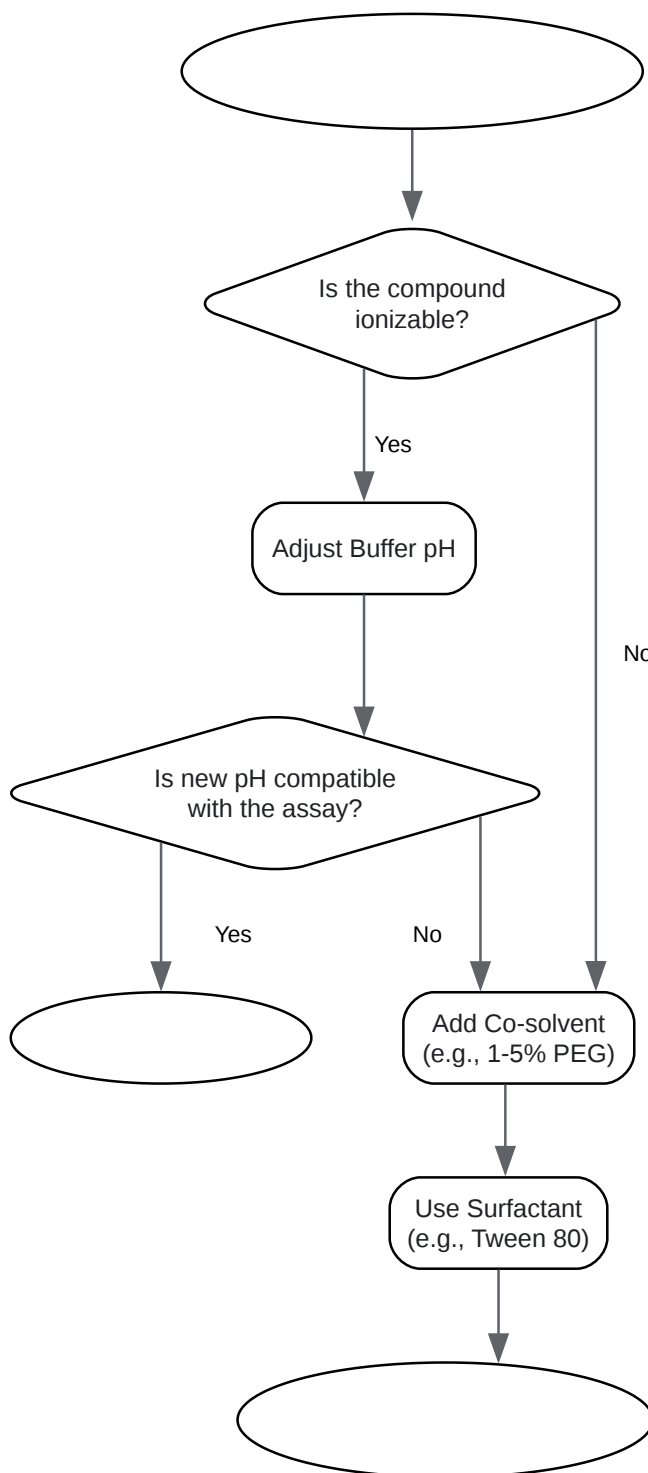 Is the compound
ionizable?
Yes
Adjust Buffer pH
No
Is new pH compatible
with the assay?
Yes
No
Add Co-solvent
(e.g., 1-5% PEG)
Use Surfactant
(e.g., Tween 80)